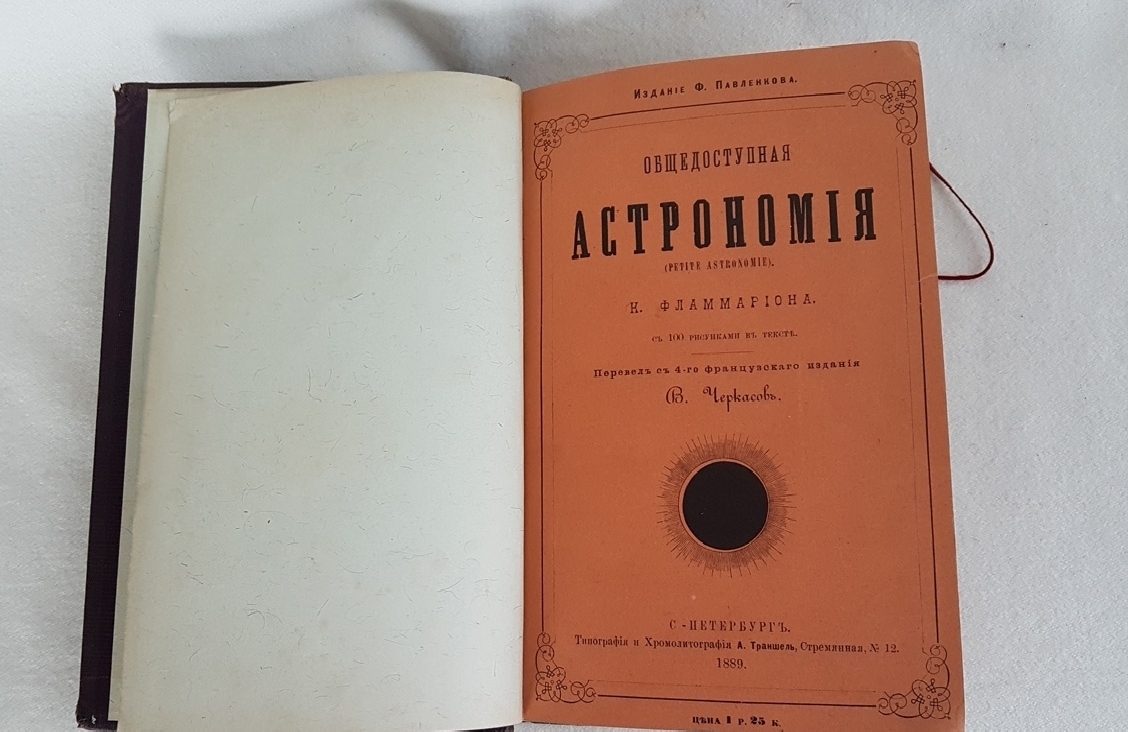 Изданіе Ф. Павленкова.
ОБЩЕДОСТУПНАЯ
АСТРОНОМІЯ
(PETITE ASTRONOMIE).
К. ФЛАММАРІОНА.
СЪ 100 РИСУНКАМИ ВЪ ТЕКСТѢ.
Перевелъ съ 4-го французскаго изданія
В. Черкасовъ.
С-ПЕТЕРБУРГЪ.
Типографія и Хромолитографія А. Траншель, Стремянная, № 12.
1889.
ЦѢНА 1 Р. 25 К.